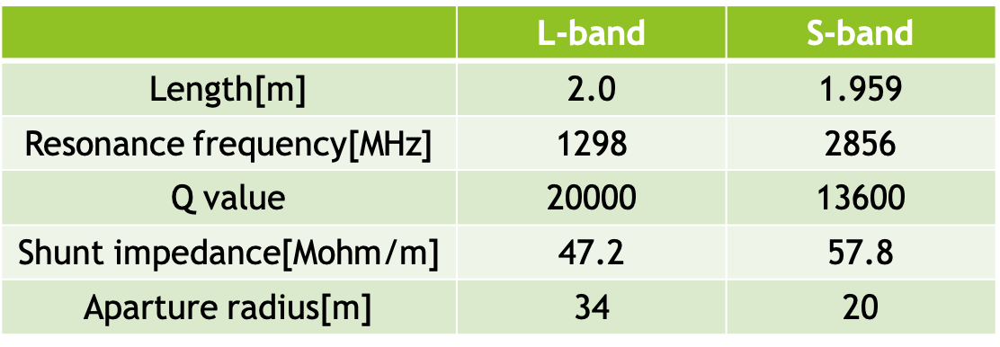 L-band S-band
Length[m] 2.0 1.959
Resonance frequency[MHz] 1298 2856
Q value 20000 13600
Shunt impedance[Mohm/m] 47.2 57.8
Aparture radius[m] 34 20